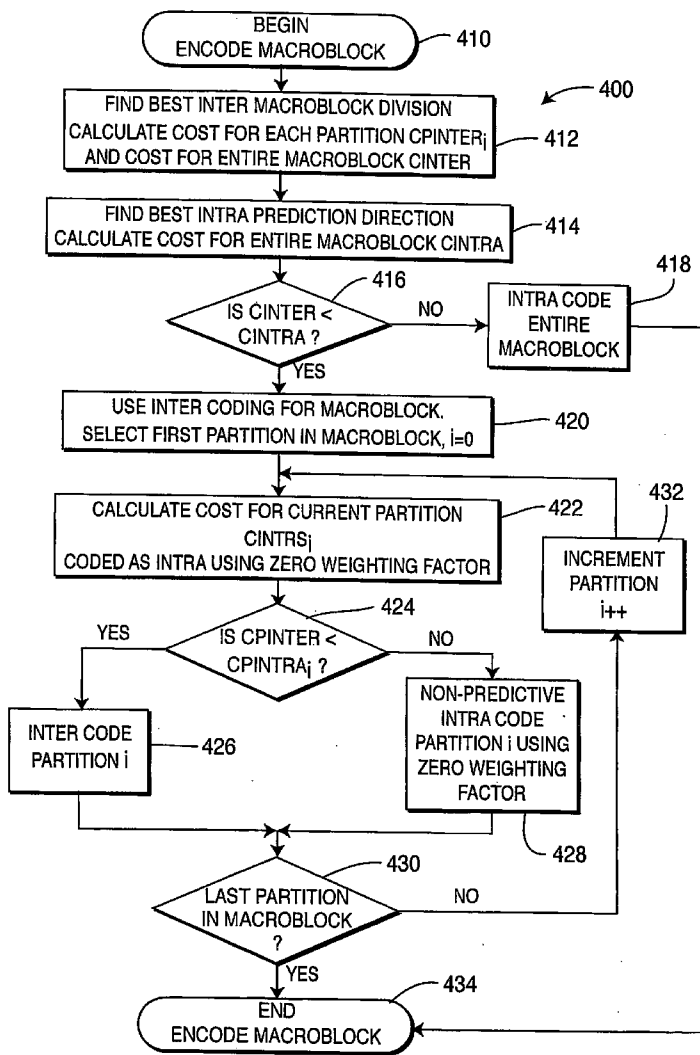 BEGIN
ENCODE MACROBLOCK
410
400
FIND BEST INTER MACROBLOCK DIVISION
CALCULATE COST FOR EACH PARTITION CPINTERi
AND COST FOR ENTIRE MACROBLOCK CINTER
412
FIND BEST INTRA PREDICTION DIRECTION
CALCULATE COST FOR ENTIRE MACROBLOCK CINTRA
414
416
IS CINTER <
CINTRA ?
NO
YES
418
INTRA CODE
ENTIRE
MACROBLOCK
USE INTER CODING FOR MACROBLOCK.
SELECT FIRST PARTITION IN MACROBLOCK, i=0
420
CALCULATE COST FOR CURRENT PARTITION
CINTRSi
CODED AS INTRA USING ZERO WEIGHTING FACTOR
422
432
INCREMENT
PARTITION
i++
424
IS CPINTER <
CPINTRAi ?
YES
NO
INTER CODE
PARTITION i
426
NON-PREDICTIVE
INTRA CODE
PARTITION i USING
ZERO WEIGHTING
FACTOR
428
430
LAST PARTITION
IN MACROBLOCK
?
NO
YES
434
END
ENCODE MACROBLOCK